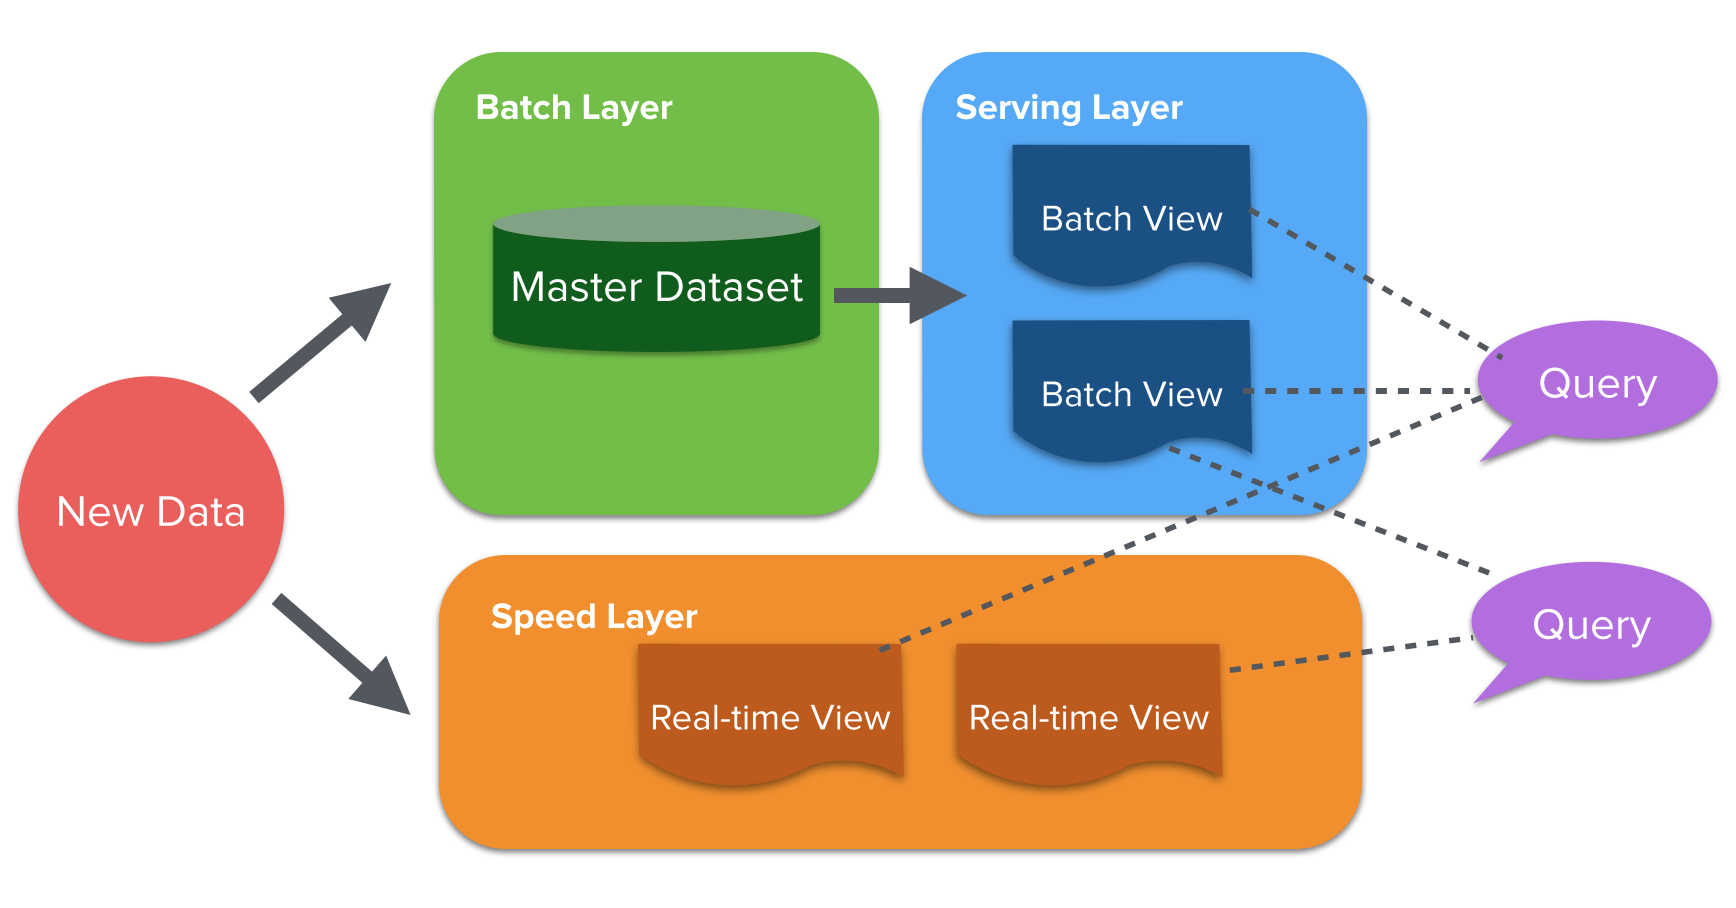 Batch Layer
Master Dataset
Serving Layer
Batch View
Batch View
Query
New Data
Speed Layer
Real-time View
Real-time View
Query